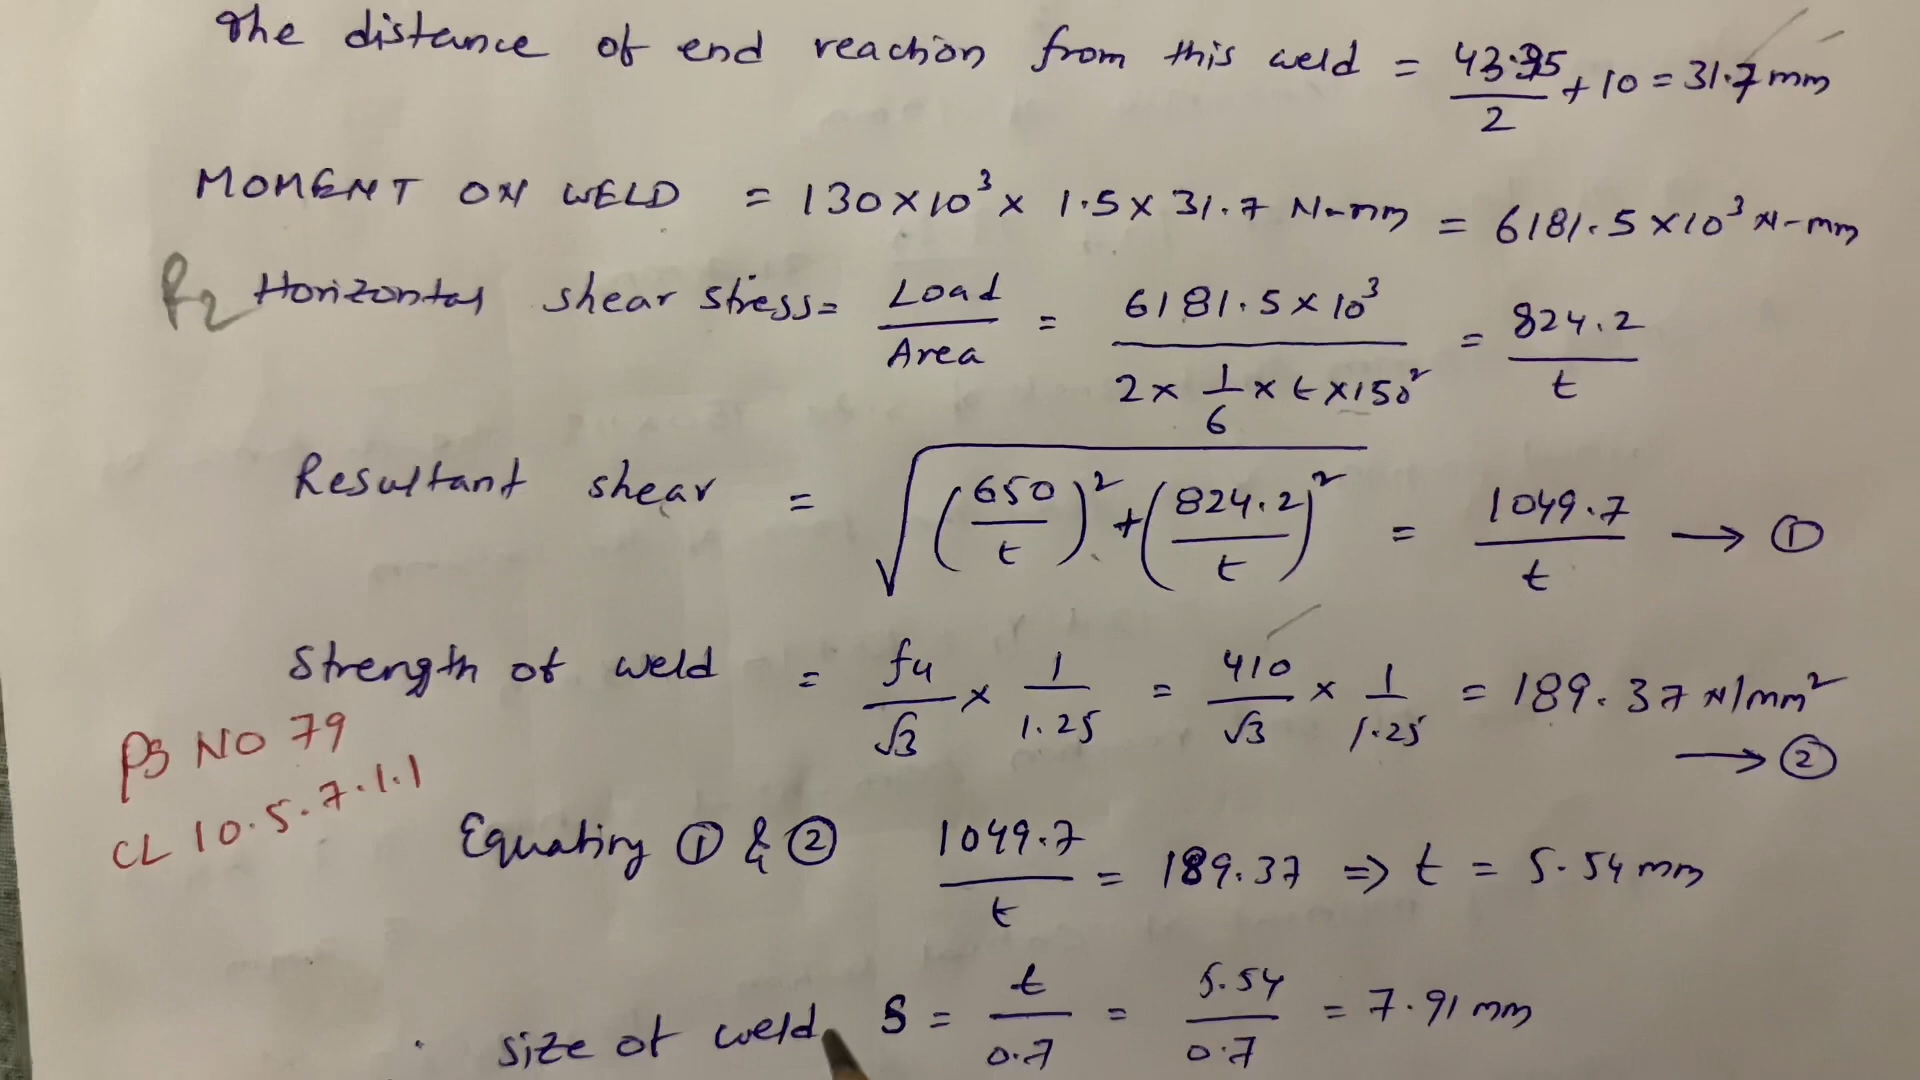 The distance of end reaction from this weld = 43.35/2 + 10 = 31.7 mm
MOMENT ON WELD = 130×10³ × 1.5 × 31.7 N-mm = 6181.5×10³ N-mm
f2 Horizontal shear stress = Load/Area = 6181.5×10³/(2×1/6×t×150²) = 824.2/t
Resultant shear = √((650/t)² + (824.2/t)²) = 1049.7/t → ①
Strength of weld = fu/√3 × 1/1.25 = 410/√3 × 1/1.25 = 189.37 N/mm²
→ ②
PG NO 79
CL 10.5.7.1.1
Equating ① & ② 1049.7/t = 189.37 ⇒ t = 5.54 mm
size of weld S = t/0.7 = 5.54/0.7 = 7.91 mm